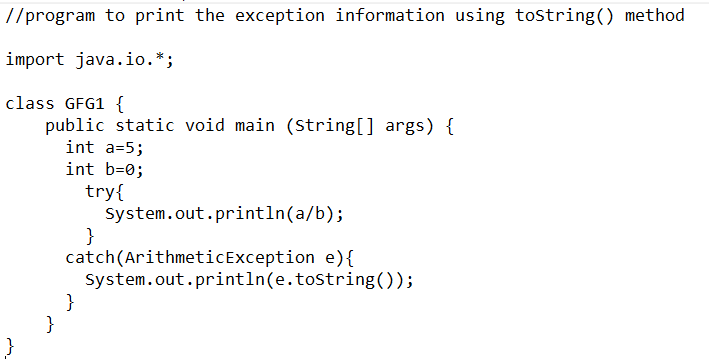 //program to print the exception information using toString() method

import java.io.*;

class GFG1 {
    public static void main (String[] args) {
      int a=5;
      int b=0;
        try{
          System.out.println(a/b);
        }
      catch(ArithmeticException e){
        System.out.println(e.toString());
      }
    }
}